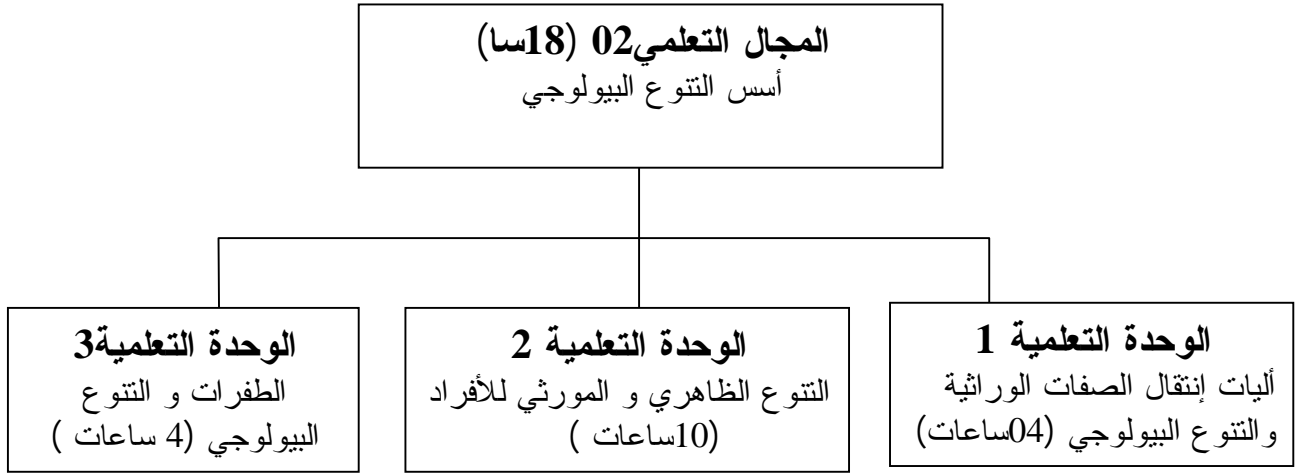 المجال التعلمي02 (18سا)
أسس التنوع البيولوجي
الوحدة التعلمية 1
أليات إنتقال الصفات الوراثية
والتنوع البيولوجي (04ساعات)
الوحدة التعلمية 2
التنوع الظاهري و المورثي للأفراد
(10ساعات )
الوحدة التعلمية3
الطفرات و التنوع
البيولوجي (4 ساعات )